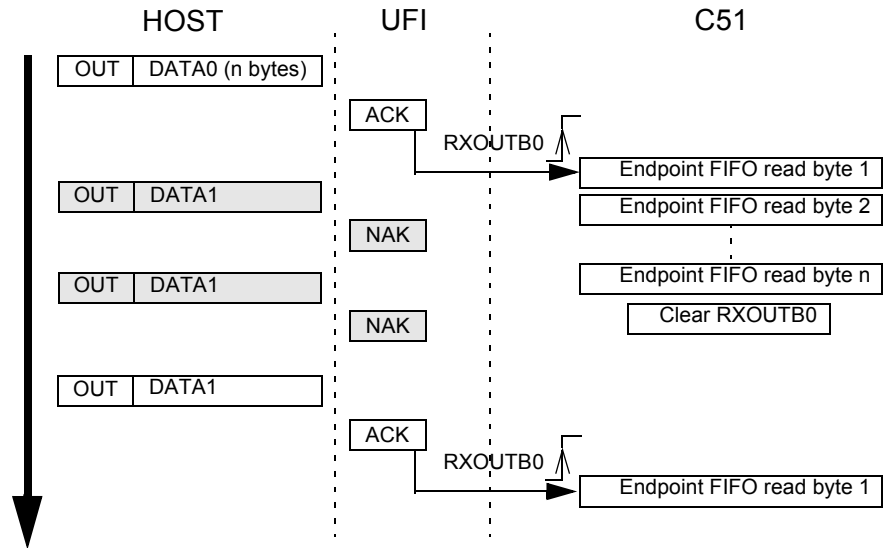 HOST UFI C51
OUT DATA0 (n bytes)
ACK
RXOUTB0
Endpoint FIFO read byte 1
OUT DATA1
Endpoint FIFO read byte 2
NAK
OUT DATA1
Endpoint FIFO read byte n
NAK
Clear RXOUTB0
OUT DATA1
ACK
RXOUTB0
Endpoint FIFO read byte 1